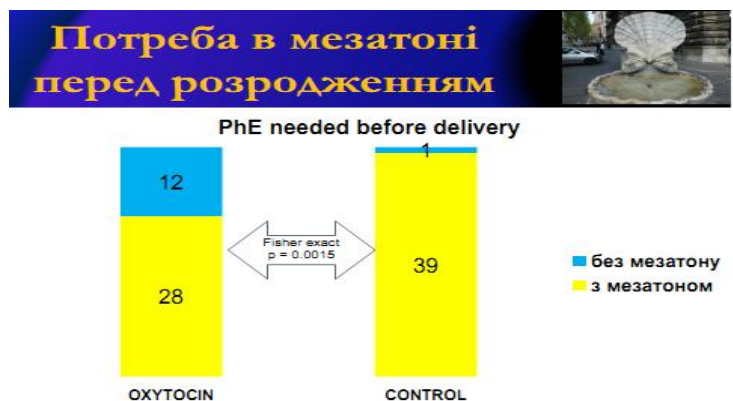 Потреба в мезатоні
перед розродженням
PhE needed before delivery
12
1
Fisher exact
p = 0.0015
28
39
без мезатону
з мезатоном
OXYTOCIN
CONTROL